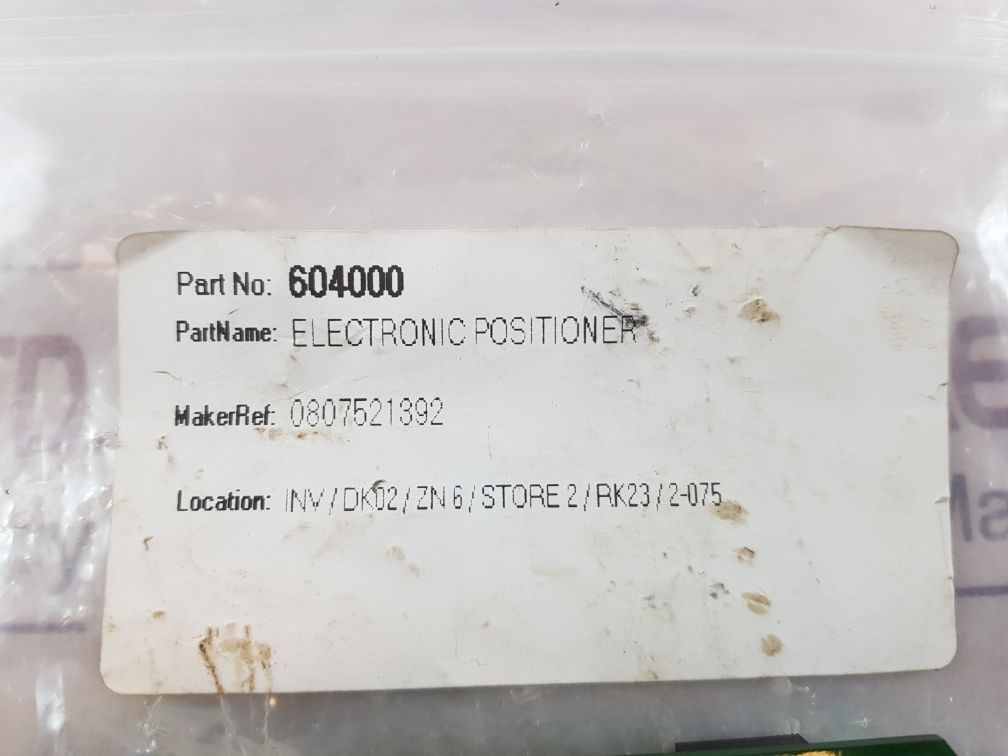 Part No: 604000
PartName: ELECTRONIC POSITIONER
MakerRef: 0807521392
Location: INV / DK02 / ZN 6 / STORE 2 / RK23 / 2-075